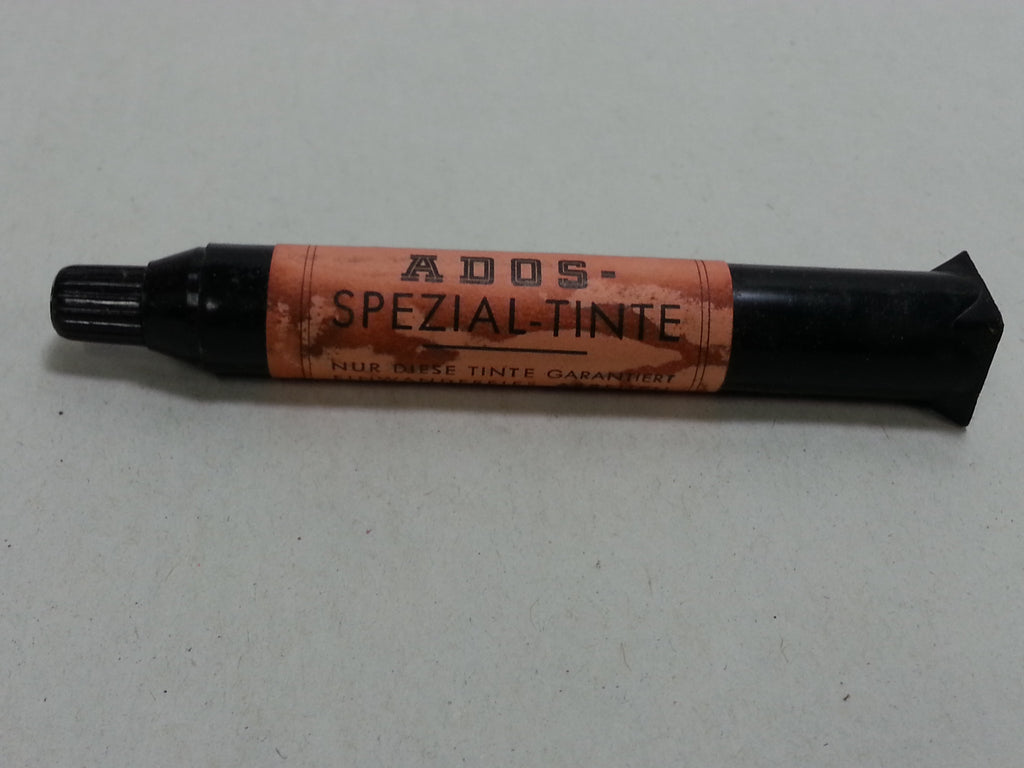 ADOS-
SPEZIAL-TINTE
NUR DIESE TINTE GARANTIERT